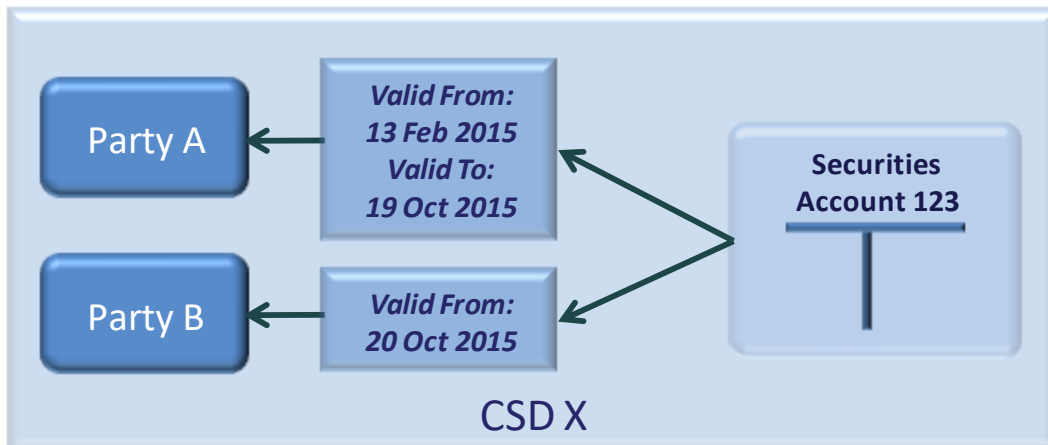 Party A
Valid From:
13 Feb 2015
Valid To:
19 Oct 2015
Securities
Account 123
Party B
Valid From:
20 Oct 2015
CSD X